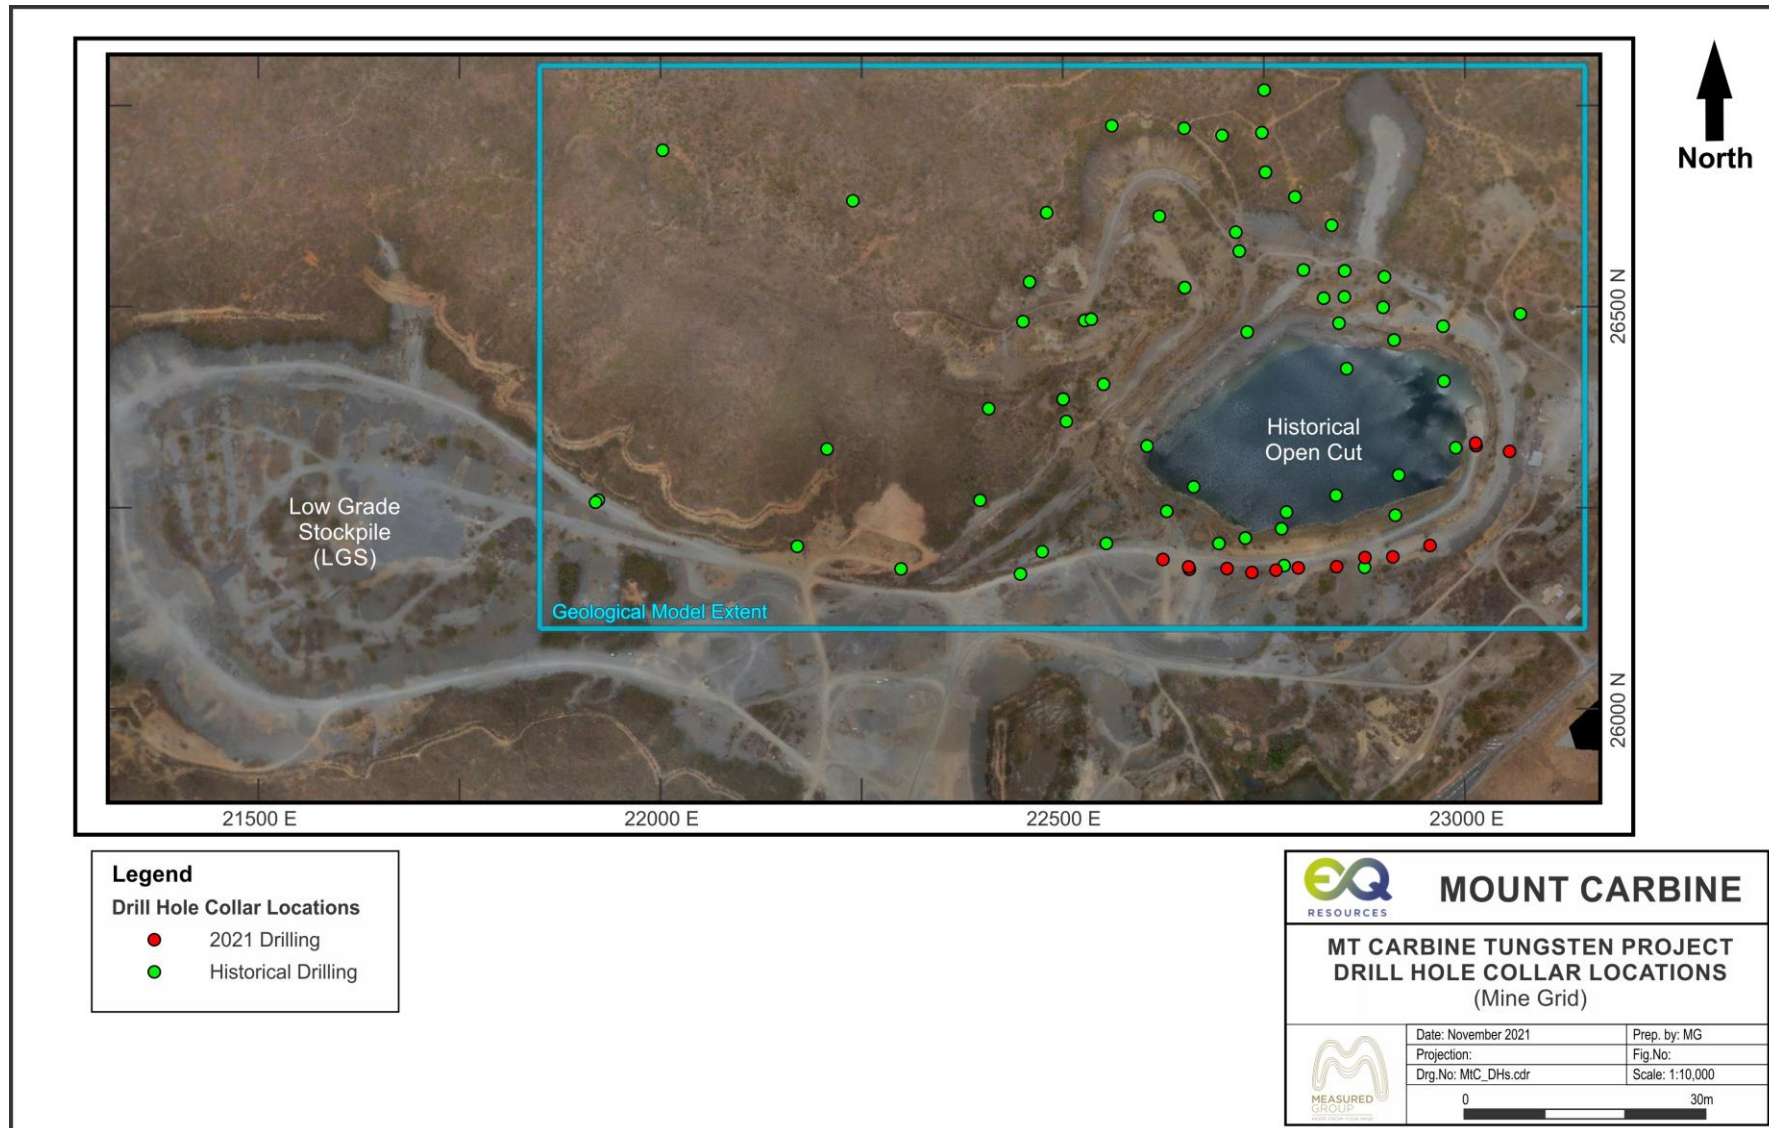 North
26500 N
Historical
Open Cut
Low Grade
Stockpile
(LGS)
Geological Model Extent
26000 N
21500 E
22000 E
22500 E
23000 E
Legend
Drill Hole Collar Locations
2021 Drilling
Historical Drilling
EQ
RESOURCES
MOUNT CARBINE
MT CARBINE TUNGSTEN PROJECT
DRILL HOLE COLLAR LOCATIONS
(Mine Grid)
Date: November 2021
Prep. by: MG
Projection:
Fig.No:
Drg.No: MtC_DHs.cdr
Scale: 1:10,000
0
30m
MEASURED
GROUP